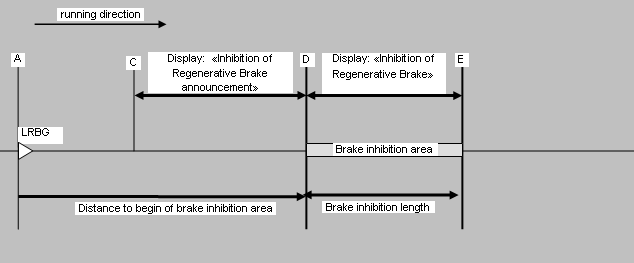 running direction
A
C
Display: «Inhibition of
Regenerative Brake
announcement»
D
Display: «Inhibition of
Regenerative Brake»
E
LRBG
Brake inhibition area
Distance to begin of brake inhibition area
Brake inhibition length